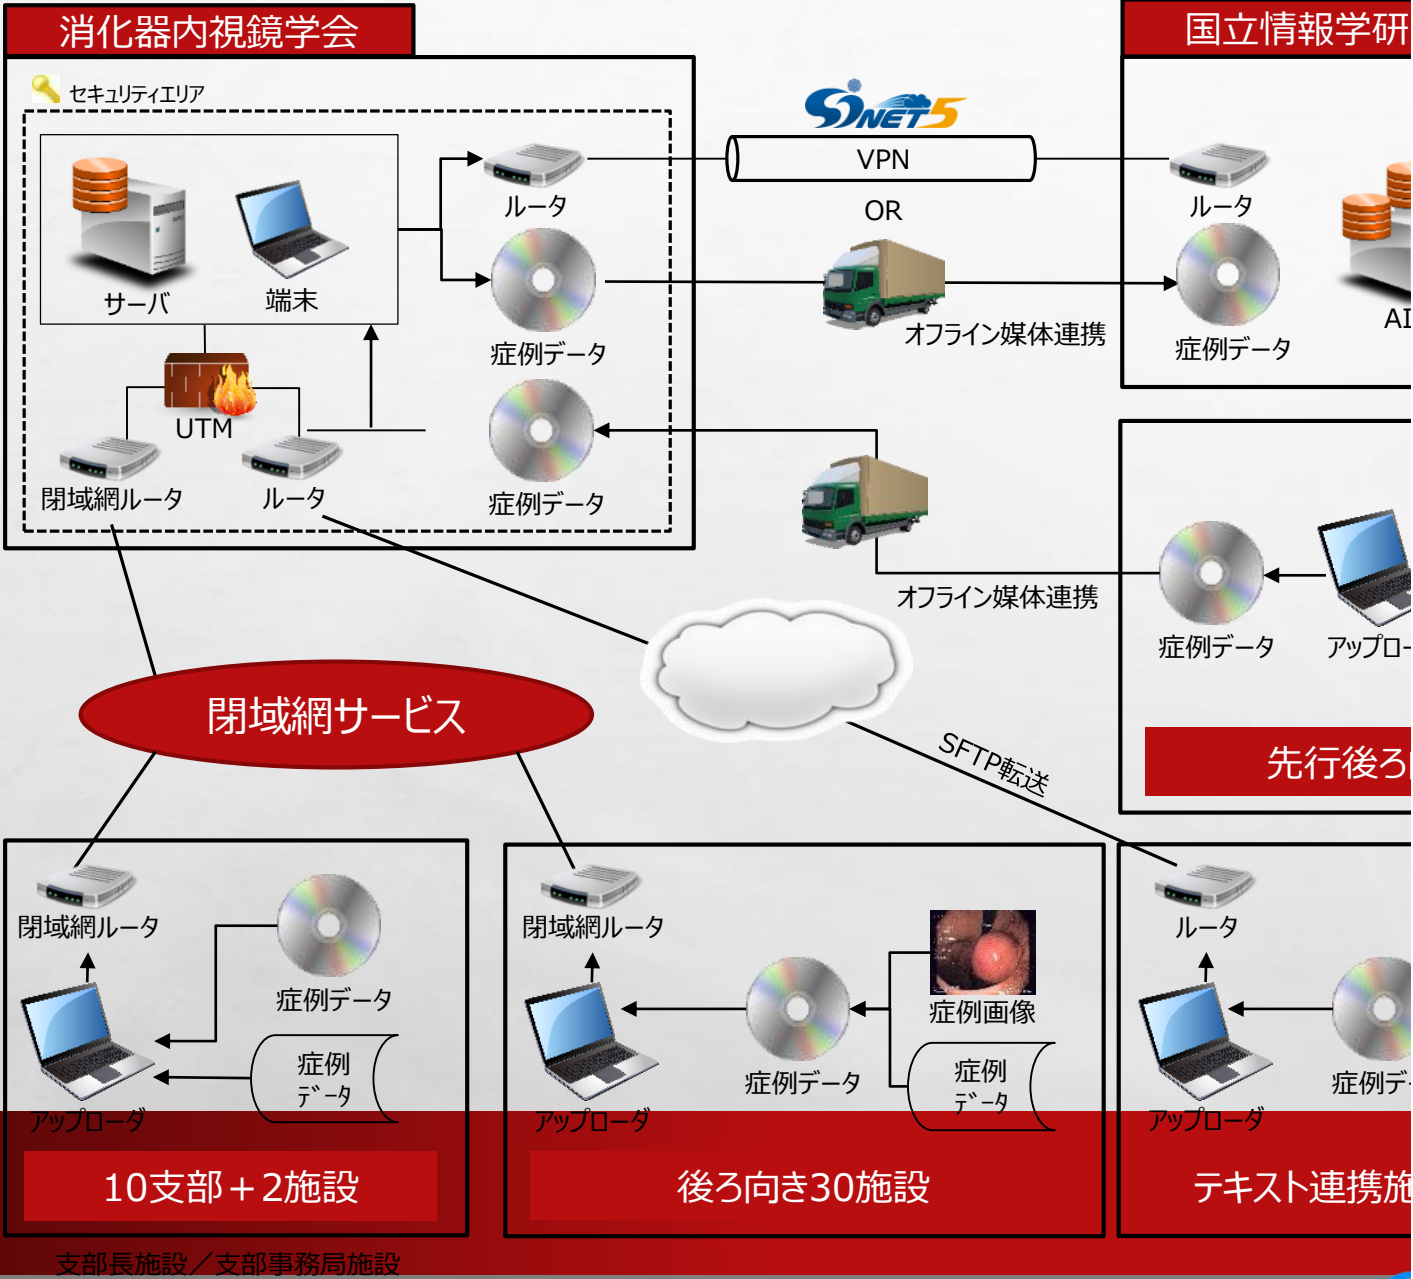 消化器内視鏡学会
国立情報学研
セキュリティエリア
SINET5
VPN
OR
ルータ
ルータ
サーバ
端末
症例データ
オフライン媒体連携
症例データ
AI
UTM
閉域網ルータ
ルータ
症例データ
オフライン媒体連携
症例データ
アップロー
閉域網サービス
SFTP転送
先行後ろ
閉域網ルータ
閉域網ルータ
ルータ
症例データ
症例画像
症例
ﾃﾞｰﾀ
症例データ
症例
ﾃﾞｰﾀ
症例デー
アップローダ
アップローダ
アップローダ
10支部+2施設
後ろ向き30施設
テキスト連携施
支部長施設／支部事務局施設